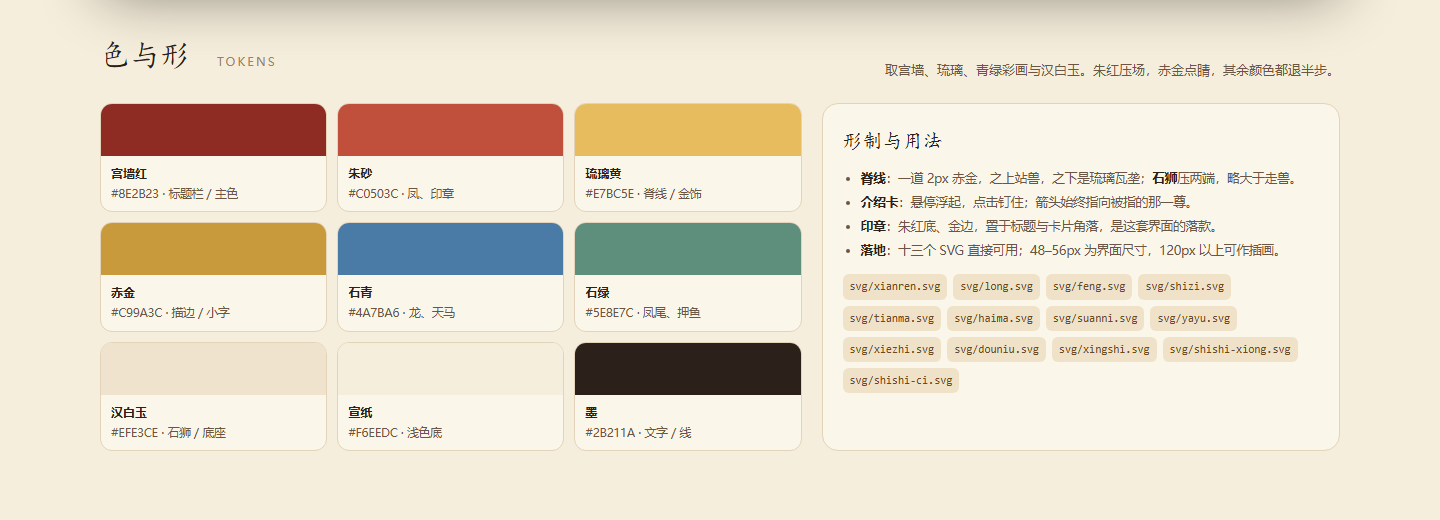 色与形 TOKENS
取宫墙、琉璃、青绿彩画与汉白玉。朱红压场，赤金点睛，其余颜色都退半步。
宫墙红
#8E2B23 · 标题栏 / 主色
朱砂
#C0503C · 凤、印章
琉璃黄
#E7BC5E · 脊线 / 金饰
赤金
#C99A3C · 描边 / 小字
石青
#4A7BA6 · 龙、天马
石绿
#5E8E7C · 凤尾、押鱼
汉白玉
#EFE3CE · 石狮 / 底座
宣纸
#F6EEDC · 浅色底
墨
#2B211A · 文字 / 线
形制与用法
• 脊线：一道 2px 赤金，之上站兽，之下是琉璃瓦垄；石狮压两端，略大于走兽。
• 介绍卡：悬停浮起，点击钉住；箭头始终指向被指的那一尊。
• 印章：朱红底、金边，置于标题与卡片角落，是这套界面的落款。
• 落地：十三个 SVG 直接可用；48–56px 为界面尺寸，120px 以上可作插画。
svg/xianren.svg svg/long.svg svg/feng.svg svg/shizi.svg
svg/tianma.svg svg/haima.svg svg/suanni.svg svg/yayu.svg
svg/xiezhi.svg svg/douniu.svg svg/xingshi.svg svg/shishi-xiong.svg
svg/shishi-ci.svg